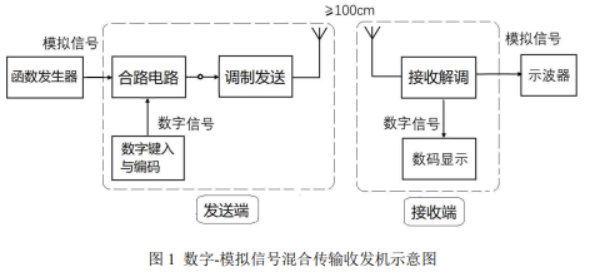 ≥100cm
模拟信号
函数发生器
合路电路
调制发送
数字信号
数字键入
与编码
发送端
接收解调
模拟信号
示波器
数字信号
数码显示
接收端
图 1 数字-模拟信号混合传输收发机示意图